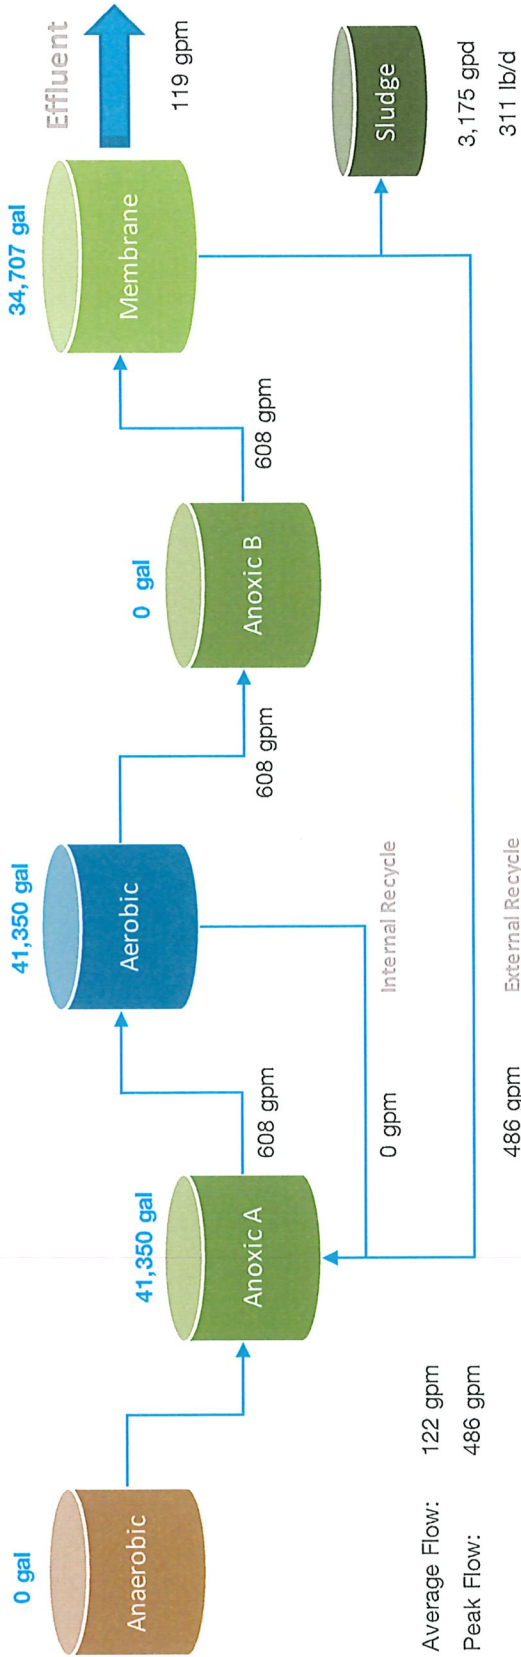 0 gal
Anaerobic
41,350 gal
Anoxic A
608 gpm
41,350 gal
Aerobic
608 gpm
0 gal
Anoxic B
608 gpm
34,707 gal
Membrane
Effluent
119 gpm
Sludge
3,175 gpd
311 lb/d
0 gpm
Internal Recycle
486 gpm
External Recycle
Average Flow: 122 gpm
Peak Flow: 486 gpm